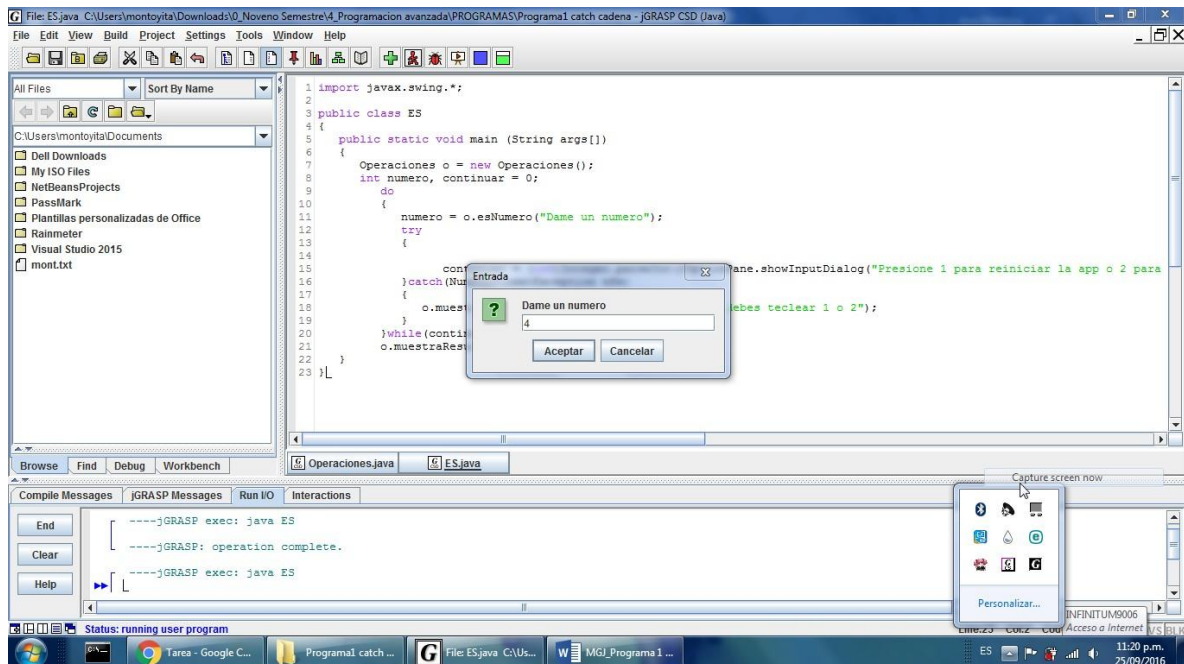 File: ES.java C:\Users\montoyita\Downloads\0_Noveno Semestre\4_Programacion avanzada\PROGRAMAS\Programa1 catch cadena - jGRASP CSD (Java)
File Edit View Build Project Settings Tools Window Help
All Files Sort By Name
C:\Users\montoyita\Documents
Dell Downloads
My ISO Files
NetBeansProjects
PassMark
Plantillas personalizadas de Office
Rainmeter
Visual Studio 2015
mont.txt
1 import javax.swing.*;
2
3 public class ES
4 {
5 public static void main (String args[])
6 {
7 Operaciones o = new Operaciones();
8 int numero, continuar = 0;
9 do
10 {
11 numero = o.esNumero("Dame un numero");
12 try
13 {
14
15 Pane.showInputDialog("Presione 1 para reiniciar la app o 2 para
16 }catch
17 {
18
19 }
20 }while
21
22 }
23 }
teclear 1 o 2");
Entrada
Dame un numero
4
Aceptar Cancelar
Browse Find Debug Workbench
Operaciones.java ES.java
Compile Messages jGRASP Messages Run I/O Interactions
End
Clear
Help
----jGRASP exec: java ES
----jGRASP: operation complete.
----jGRASP exec: java ES
Capture screen now
Personalizar...
INFINITUM9006
Acceso a Internet
Status: running user program
Line:23 Col:2
BLK
Tarea - Google C...
Programa1 catch ...
File: ES.java C:\Us...
MGJ_Programa 1 ...
ES
11:20 p.m.
25/09/2016